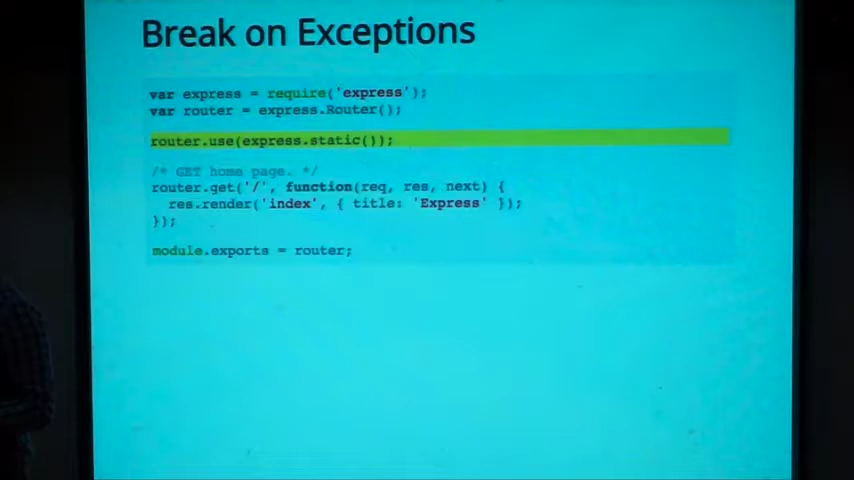 Break on Exceptions
var express = require('express');
var router = express.Router();
router.use(express.static());
/* GET home page. */
router.get('/', function(req, res, next) {
  res.render('index', { title: 'Express' });
});
module.exports = router;